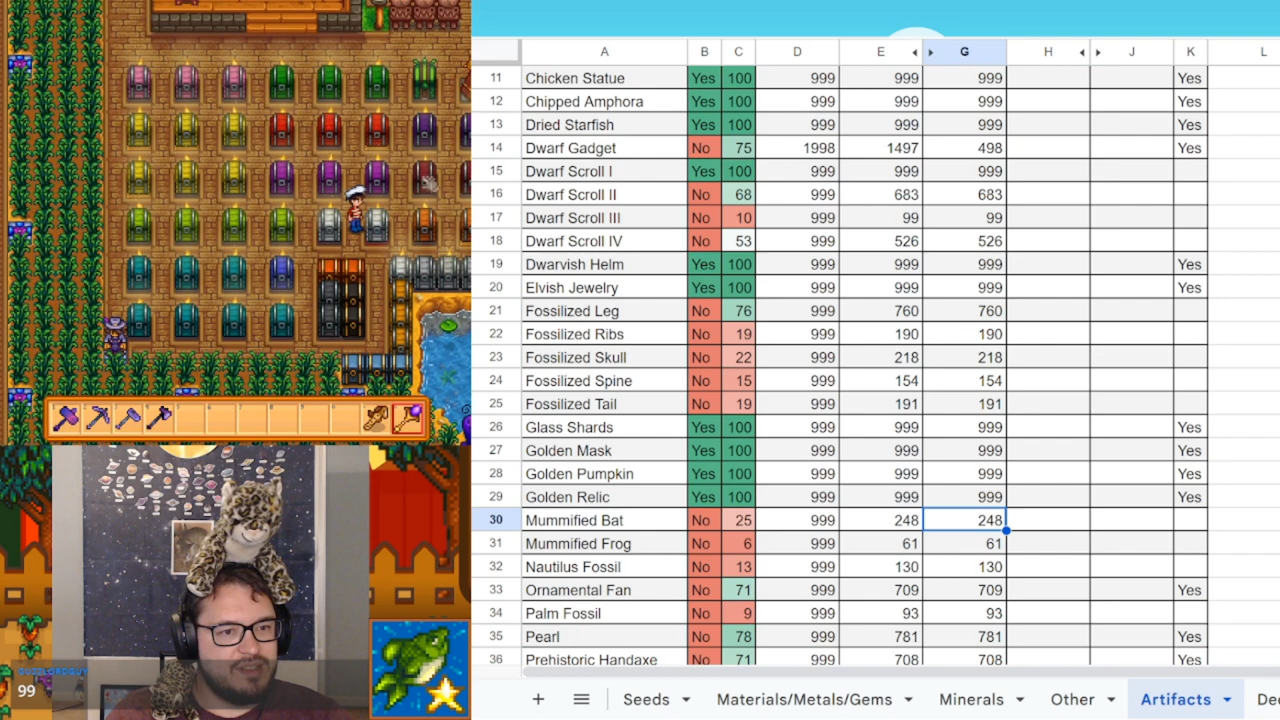 A B C D E G H J K L
11 Chicken Statue Yes 100 999 999 999 Yes
12 Chipped Amphora Yes 100 999 999 999 Yes
13 Dried Starfish Yes 100 999 999 999 Yes
14 Dwarf Gadget No 75 1998 1497 498 Yes
15 Dwarf Scroll I Yes 100 999 999 999
16 Dwarf Scroll II No 68 999 683 683
17 Dwarf Scroll III No 10 999 99 99
18 Dwarf Scroll IV No 53 999 526 526
19 Dwarvish Helm Yes 100 999 999 999 Yes
20 Elvish Jewelry Yes 100 999 999 999 Yes
21 Fossilized Leg No 76 999 760 760
22 Fossilized Ribs No 19 999 190 190
23 Fossilized Skull No 22 999 218 218
24 Fossilized Spine No 15 999 154 154
25 Fossilized Tail No 19 999 191 191
26 Glass Shards Yes 100 999 999 999 Yes
27 Golden Mask Yes 100 999 999 999 Yes
28 Golden Pumpkin Yes 100 999 999 999 Yes
29 Golden Relic Yes 100 999 999 999 Yes
30 Mummified Bat No 25 999 248 248
31 Mummified Frog No 6 999 61 61
32 Nautilus Fossil No 13 999 130 130
33 Ornamental Fan No 71 999 709 709 Yes
34 Palm Fossil No 9 999 93 93
35 Pearl No 78 999 781 781 Yes
36 Prehistoric Handaxe No 71 999 708 708 Yes
99
+ Seeds Materials/Metals/Gems Minerals Other Artifacts